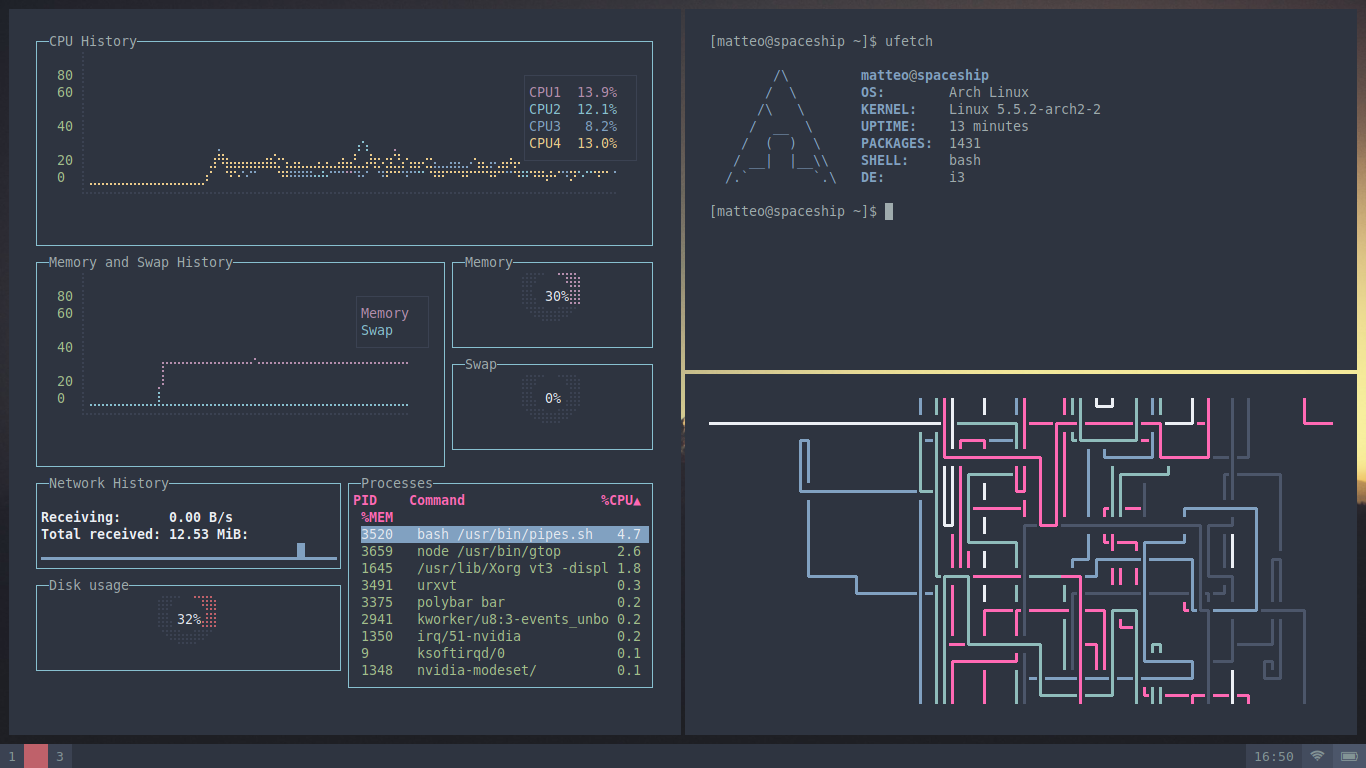 CPU History
80
60
40
20
0
CPU1 13.9%
CPU2 12.1%
CPU3 8.2%
CPU4 13.0%
Memory and Swap History
80
60
40
20
0
Memory
Swap
Memory
30%
Swap
0%
Network History
Receiving: 0.00 B/s
Total received: 12.53 MiB:
Disk usage
32%
Processes
PID Command %CPU▲
%MEM
3520 bash /usr/bin/pipes.sh 4.7
3659 node /usr/bin/gtop 2.6
1645 /usr/lib/Xorg vt3 -displ 1.8
3491 urxvt 0.3
3375 polybar bar 0.2
2941 kworker/u8:3-events_unbo 0.2
1350 irq/51-nvidia 0.2
9 ksoftirqd/0 0.1
1348 nvidia-modeset/ 0.1
[matteo@spaceship ~]$ ufetch
matteo@spaceship
OS: Arch Linux
KERNEL: Linux 5.5.2-arch2-2
UPTIME: 13 minutes
PACKAGES: 1431
SHELL: bash
DE: i3
[matteo@spaceship ~]$
1 3
16:50